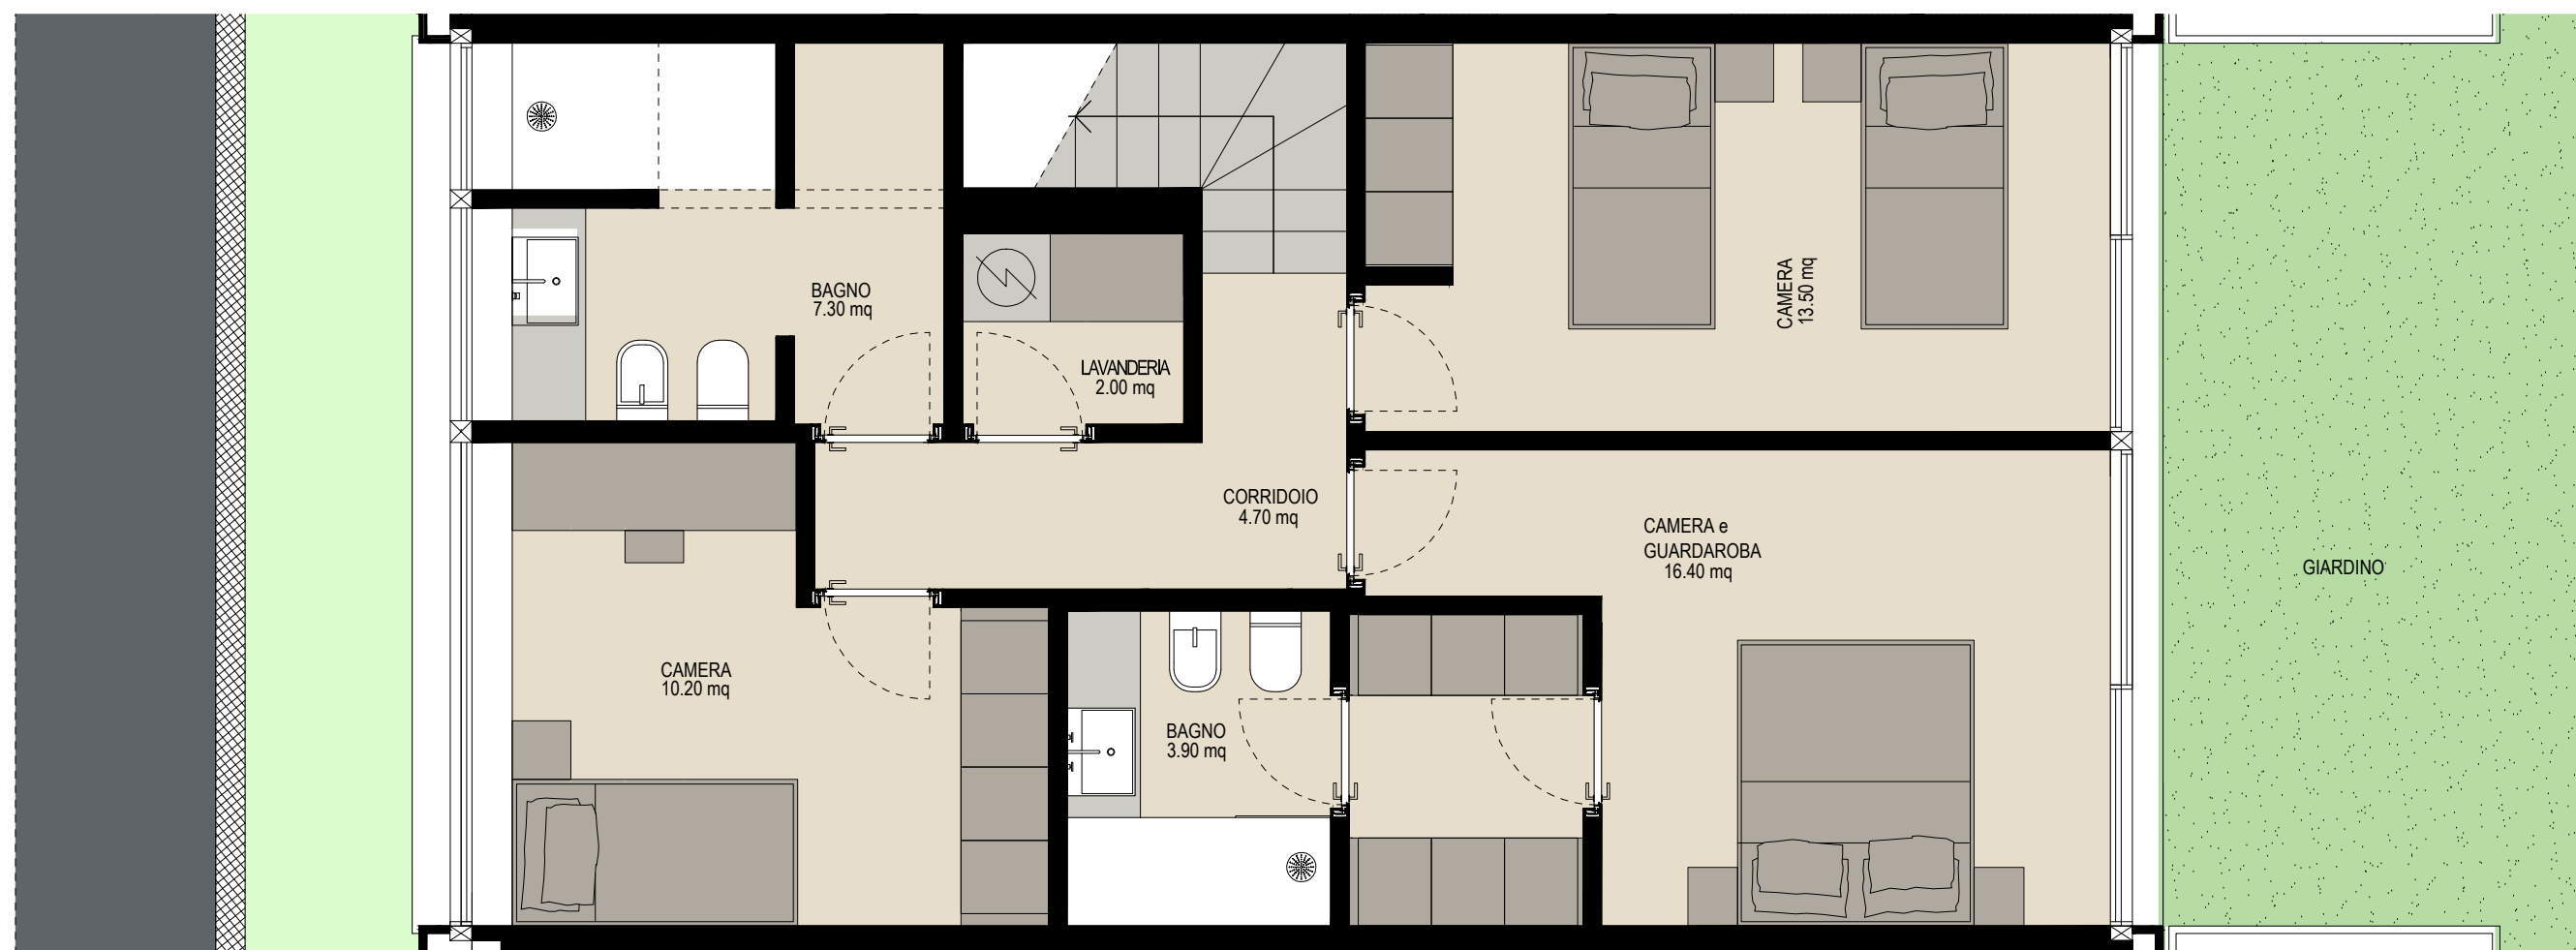 BAGNO
7.30 mq
LAVANDERIA
2.00 mq
CAMERA
13.50 mq
CORRIDOIO
4.70 mq
CAMERA e
GUARDAROBA
16.40 mq
GIARDINO
CAMERA
10.20 mq
BAGNO
3.90 mq